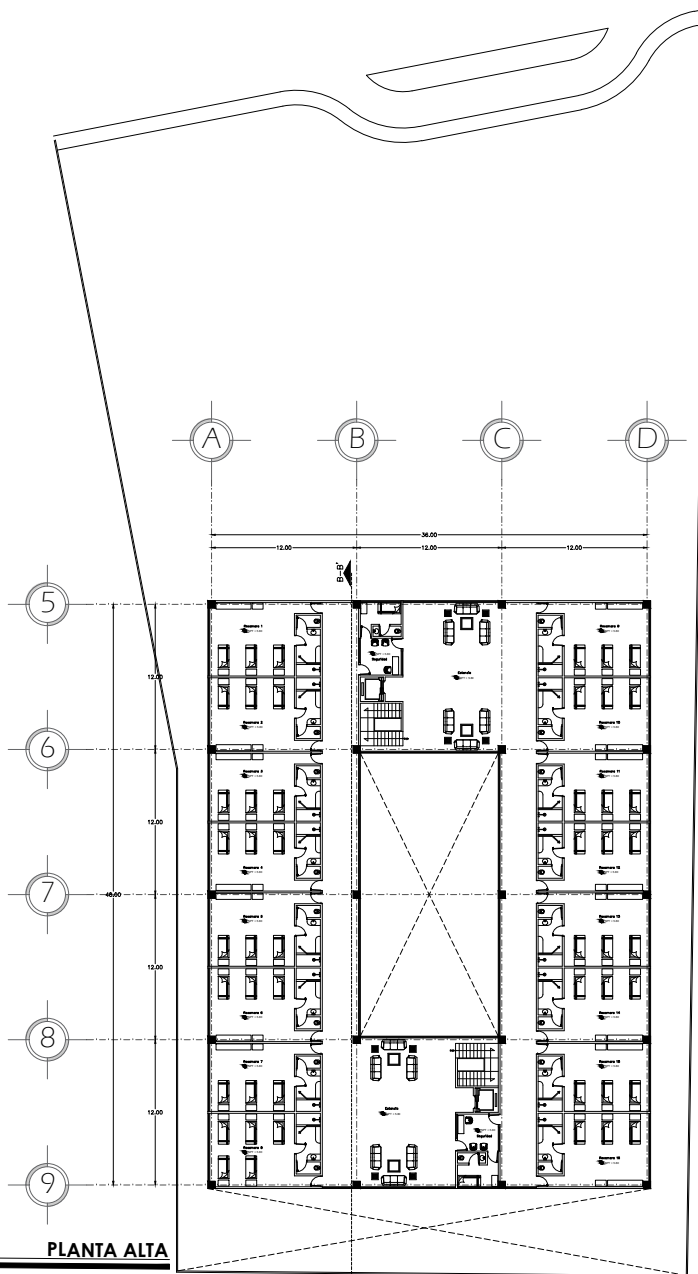 A B C D
36.00
12.00 12.00 12.00
B-B'
5
Recamara 1
Recamara 9
Seguridad
Estancia
12.00
Recamara 2
Recamara 10
6
Recamara 3
Recamara 11
12.00
Recamara 4
Recamara 12
7
48.00
Recamara 5
Recamara 13
12.00
Recamara 6
Recamara 14
8
Recamara 7
Recamara 15
12.00
Estancia
Seguridad
Recamara 8
Recamara 16
9
PLANTA ALTA